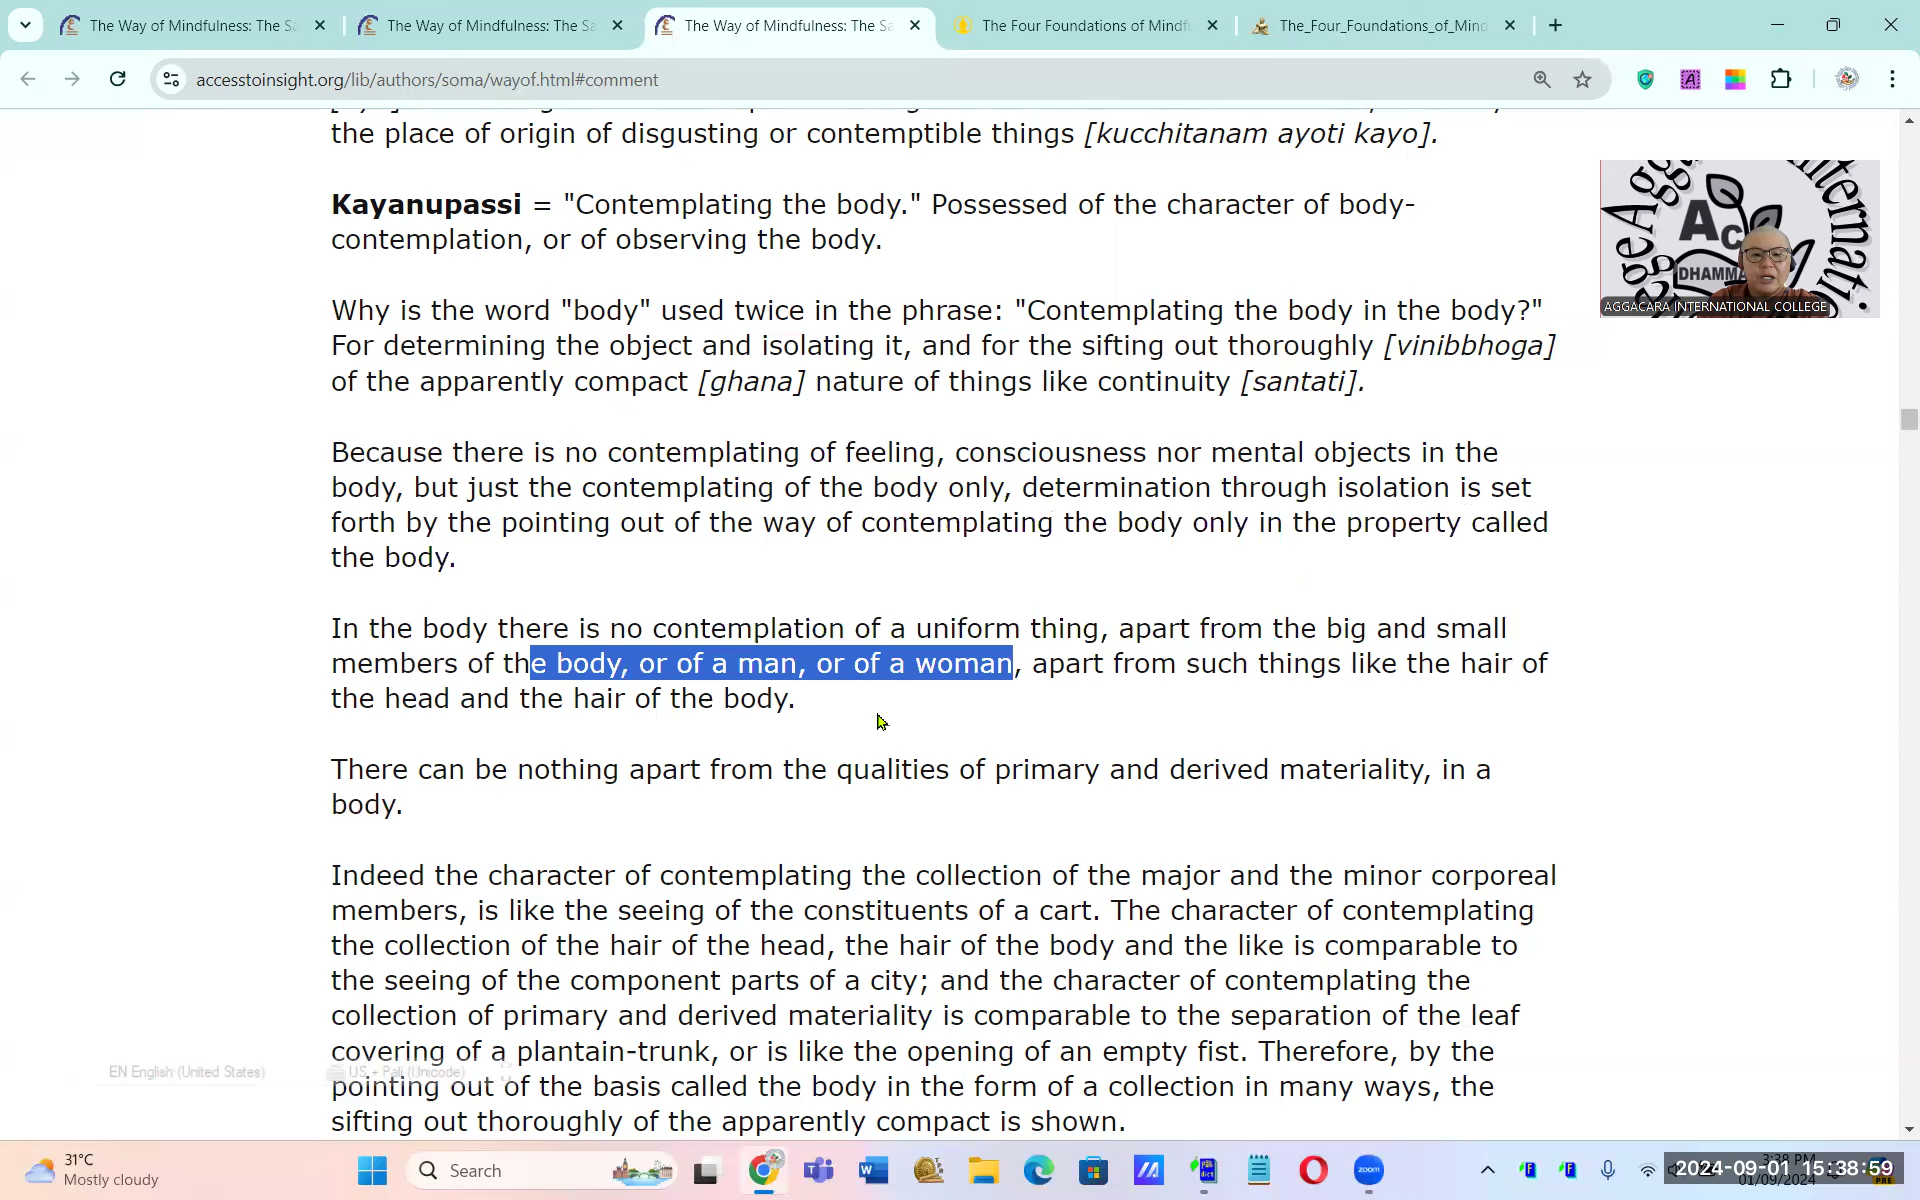 The Way of Mindfulness: The Sa
The Way of Mindfulness: The Sa
The Way of Mindfulness: The Sa
The Four Foundations of Mindf
The_Four_Foundations_of_Mind
accesstoinsight.org/lib/authors/soma/wayof.html#comment
the place of origin of disgusting or contemptible things [kucchitanam ayoti kayo].
Kayanupassi = "Contemplating the body." Possessed of the character of body-
contemplation, or of observing the body.
Why is the word "body" used twice in the phrase: "Contemplating the body in the body?"
For determining the object and isolating it, and for the sifting out thoroughly [vinibbhoga]
of the apparently compact [ghana] nature of things like continuity [santati].
Because there is no contemplating of feeling, consciousness nor mental objects in the
body, but just the contemplating of the body only, determination through isolation is set
forth by the pointing out of the way of contemplating the body only in the property called
the body.
In the body there is no contemplation of a uniform thing, apart from the big and small
members of the body, or of a man, or of a woman, apart from such things like the hair of
the head and the hair of the body.
There can be nothing apart from the qualities of primary and derived materiality, in a
body.
Indeed the character of contemplating the collection of the major and the minor corporeal
members, is like the seeing of the constituents of a cart. The character of contemplating
the collection of the hair of the head, the hair of the body and the like is comparable to
the seeing of the component parts of a city; and the character of contemplating the
collection of primary and derived materiality is comparable to the separation of the leaf
covering of a plantain-trunk, or is like the opening of an empty fist. Therefore, by the
pointing out of the basis called the body in the form of a collection in many ways, the
sifting out thoroughly of the apparently compact is shown.
AC
DHAMMA
AGGACARA INTERNATIONAL COLLEGE
EN English (United States)
US + Pali (Unicode)
31°C
Mostly cloudy
Search
zoom
2024-09-01 15:38:59
01/09/2024
PRE